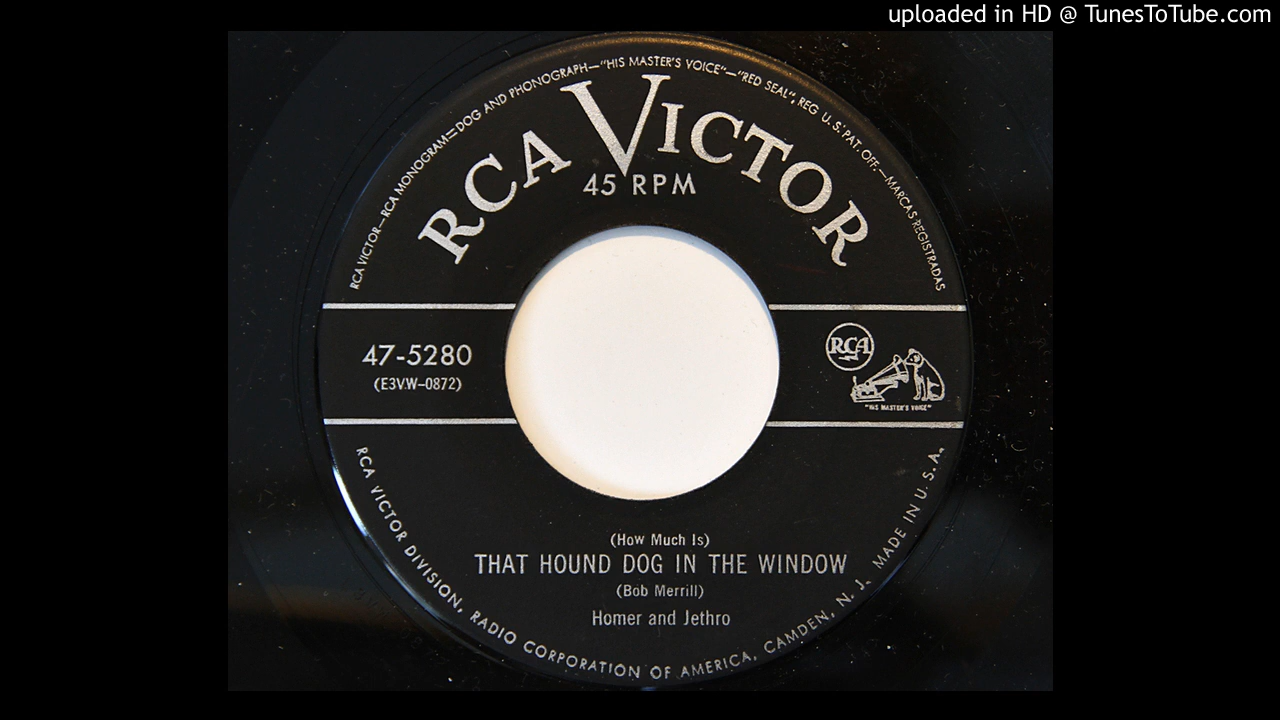 uploaded in HD @ TunesToTube.com
RCA VICTOR—RCA MONOGRAM—DOG AND PHONOGRAPH—"HIS MASTER'S VOICE"—"RED SEAL", REG U.S. PAT. OFF.—MARCAS REGISTRADAS
RCA VICTOR
45 RPM
47-5280
(E3VW-0872)
RCA
"HIS MASTER'S VOICE"
(How Much Is)
THAT HOUND DOG IN THE WINDOW
(Bob Merrill)
Homer and Jethro
RCA VICTOR DIVISION, RADIO CORPORATION OF AMERICA, CAMDEN, N. J. MADE IN U.S.A.